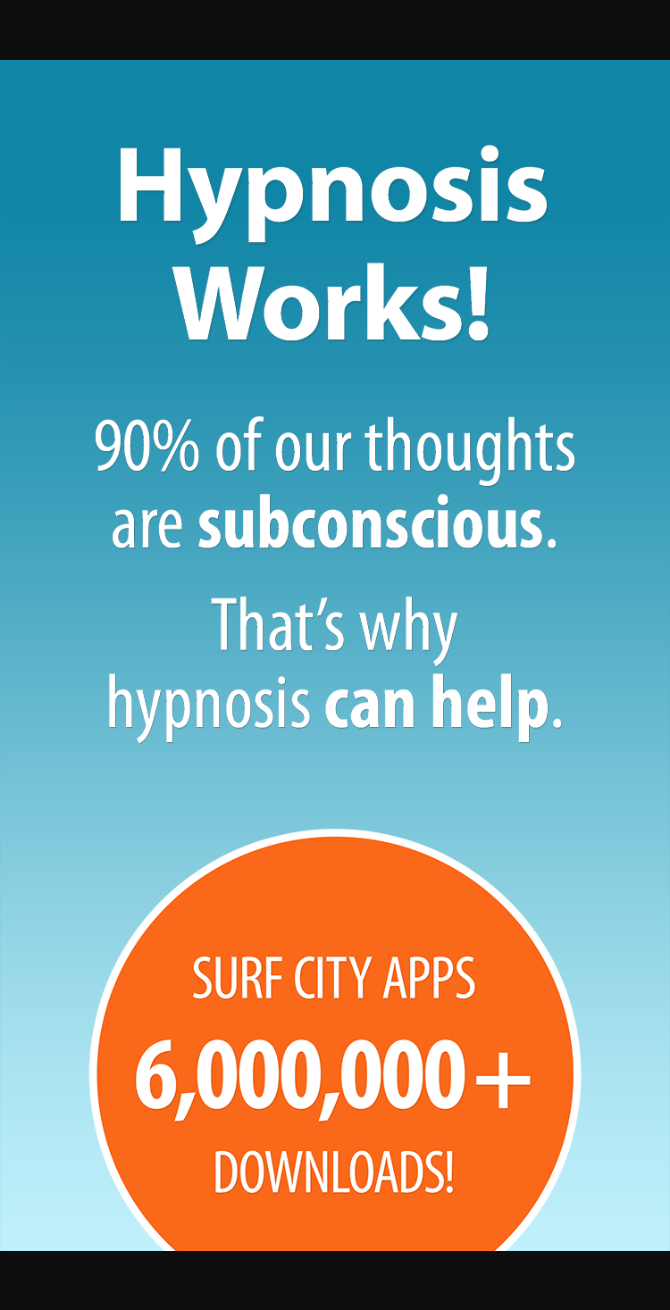 Hypnosis
Works!
90% of our thoughts
are subconscious.
That’s why
hypnosis can help.
SURF CITY APPS
6,000,000+
DOWNLOADS!